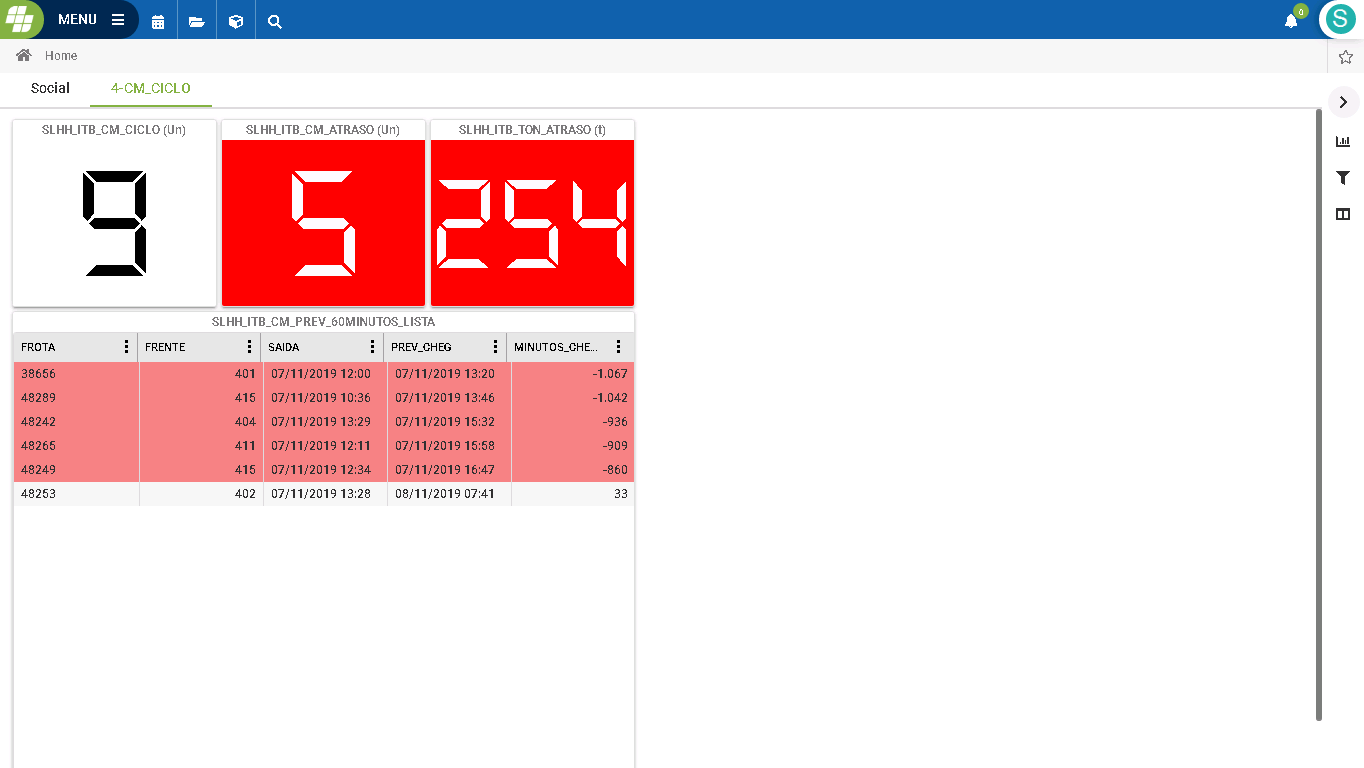 MENU
0
S
Home
Social
4-CM_CICLO
SLHH_ITB_CM_CICLO (Un)
SLHH_ITB_CM_ATRASO (Un)
SLHH_ITB_TON_ATRASO (t)
9
5
254
SLHH_ITB_CM_PREV_60MINUTOS_LISTA
FROTA FRENTE SAIDA PREV_CHEG MINUTOS_CHE...
38656 401 07/11/2019 12:00 07/11/2019 13:20 -1.067
48289 415 07/11/2019 10:36 07/11/2019 13:46 -1.042
48242 404 07/11/2019 13:29 07/11/2019 15:32 -936
48265 411 07/11/2019 12:11 07/11/2019 15:58 -909
48249 415 07/11/2019 12:34 07/11/2019 16:47 -860
48253 402 07/11/2019 13:28 08/11/2019 07:41 33